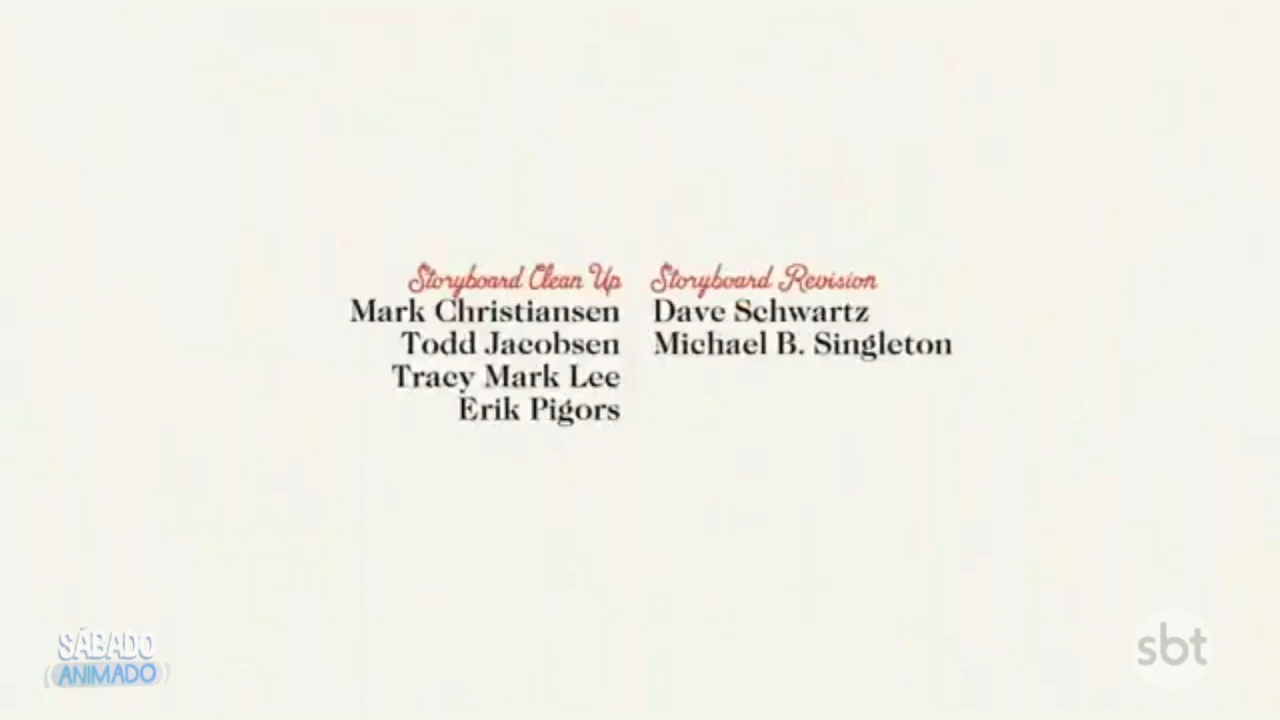 Storyboard Clean Up
Mark Christiansen
Todd Jacobsen
Tracy Mark Lee
Erik Pigors
Storyboard Revision
Dave Schwartz
Michael B. Singleton
SÁBADO
ANIMADO
sbt